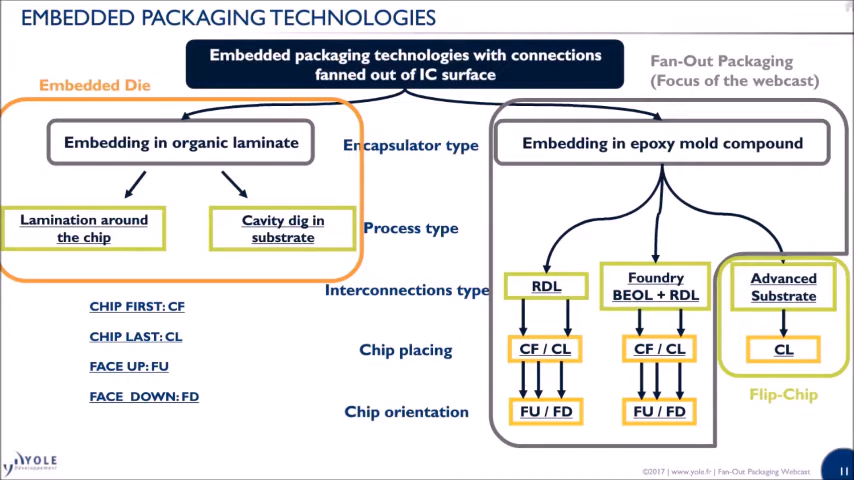 EMBEDDED PACKAGING TECHNOLOGIES
Embedded packaging technologies with connections
fanned out of IC surface
Fan-Out Packaging
(Focus of the webcast)
Embedded Die
Embedding in organic laminate
Encapsulator type
Embedding in epoxy mold compound
Lamination around
the chip
Cavity dig in
substrate
Process type
Interconnections type
RDL
Foundry
BEOL + RDL
Advanced
Substrate
CHIP FIRST: CF
CHIP LAST: CL
FACE UP: FU
FACE DOWN: FD
Chip placing
CF / CL
CF / CL
CL
Flip-Chip
Chip orientation
FU / FD
FU / FD
YOLE
Développement
©2017 | www.yole.fr | Fan-Out Packaging Webcast
11